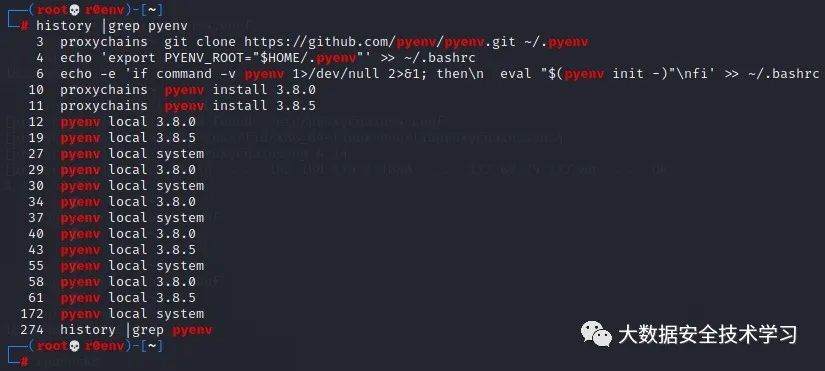 ┌──(root💀r0env)-[~]
└─# history |grep pyenv
3 proxychains git clone https://github.com/pyenv/pyenv.git ~/.pyenv
4 echo 'export PYENV_ROOT="$HOME/.pyenv"' >> ~/.bashrc
6 echo -e 'if command -v pyenv 1>/dev/null 2>&1; then\n eval "$(pyenv init -)"\nfi' >> ~/.bashrc
10 proxychains pyenv install 3.8.0
11 proxychains pyenv install 3.8.5
12 pyenv local 3.8.0
19 pyenv local 3.8.5
27 pyenv local system
29 pyenv local 3.8.0
30 pyenv local system
34 pyenv local 3.8.0
37 pyenv local system
40 pyenv local 3.8.0
43 pyenv local 3.8.5
55 pyenv local system
58 pyenv local 3.8.0
61 pyenv local 3.8.5
172 pyenv local system
274 history |grep pyenv
┌──(root💀r0env)-[~]
└─#
大数据安全技术学习